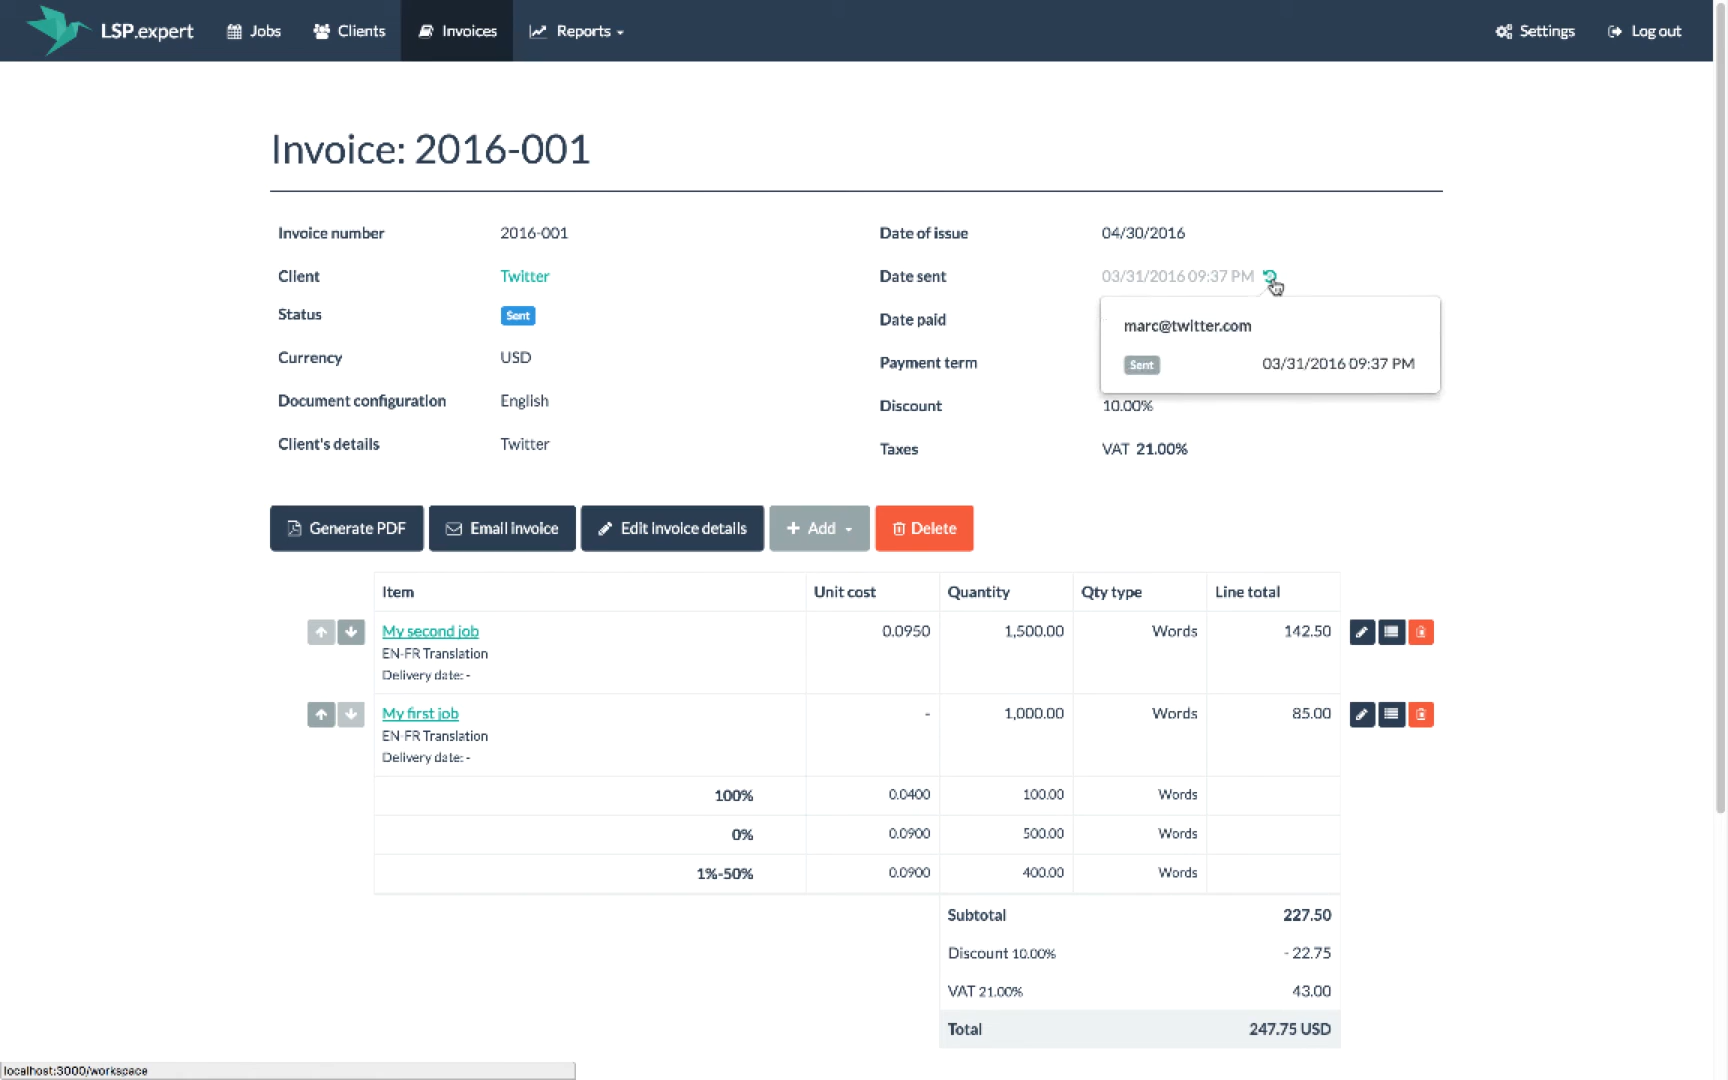 LSP.expert Jobs Clients Invoices Reports Settings Log out
Invoice: 2016-001
Invoice number 2016-001 Date of issue 04/30/2016
Client Twitter Date sent 03/31/2016 09:37 PM
Status Sent Date paid marc@twitter.com
Currency USD Payment term Sent 03/31/2016 09:37 PM
Document configuration English Discount 10.00%
Client's details Twitter Taxes VAT 21.00%
Generate PDF Email invoice Edit invoice details Add Delete
Item Unit cost Quantity Qty type Line total
My second job 0.0950 1,500.00 Words 142.50
EN-FR Translation
Delivery date: -
My first job - 1,000.00 Words 85.00
EN-FR Translation
Delivery date: -
100% 0.0400 100.00 Words
0% 0.0900 500.00 Words
1%-50% 0.0900 400.00 Words
Subtotal 227.50
Discount 10.00% - 22.75
VAT 21.00% 43.00
Total 247.75 USD
localhost:3000/workspace